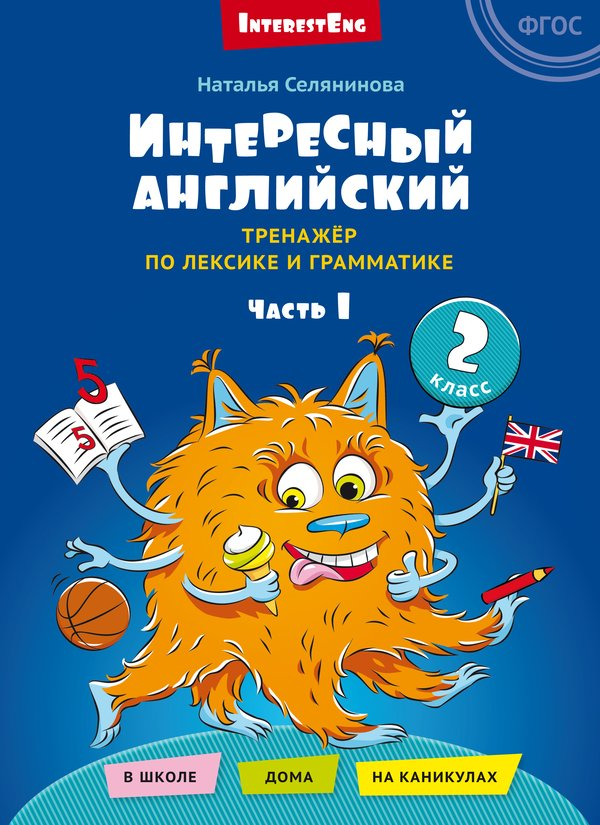 InterestEng
ФГОС
Наталья Селянинова
Интересный
английский
ТРЕНАЖЁР
ПО ЛЕКСИКЕ И ГРАММАТИКЕ
Часть 1
2
класс
5
5
В ШКОЛЕ
ДОМА
НА КАНИКУЛАХ